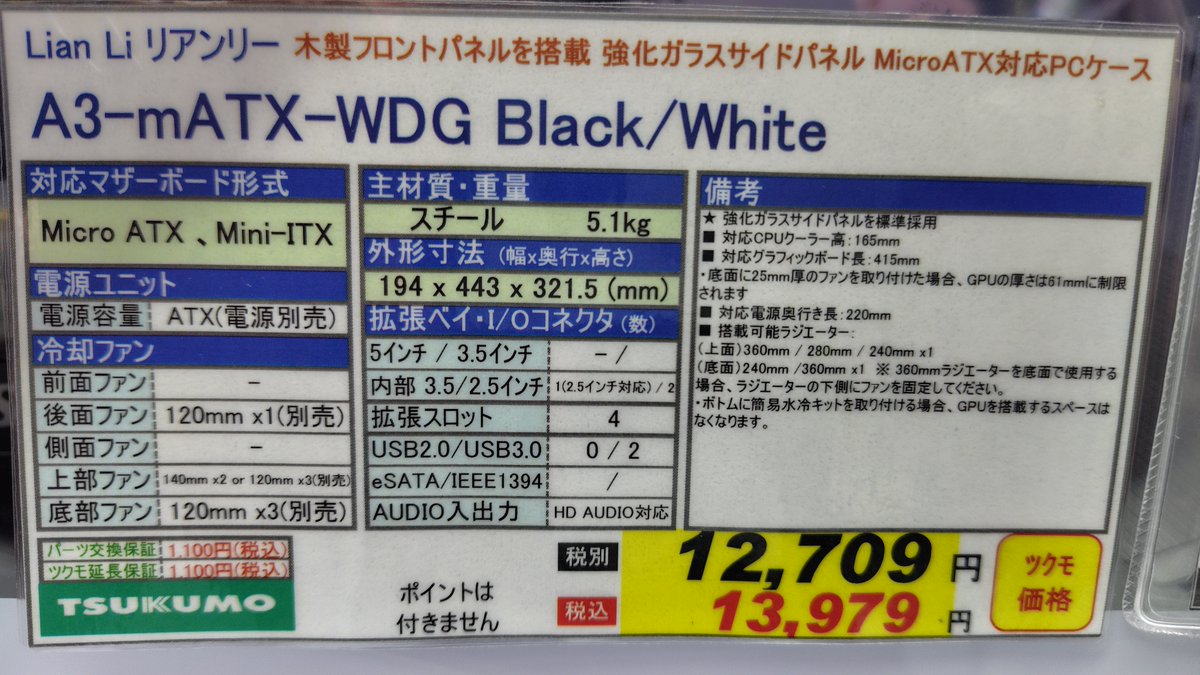 Lian Li リアンリー 木製フロントパネルを搭載 強化ガラスサイドパネル MicroATX対応PCケース
A3-mATX-WDG Black/White
対応マザーボード形式
Micro ATX 、Mini-ITX
電源ユニット
電源容量 ATX(電源別売)
冷却ファン
前面ファン -
後面ファン 120mm x1(別売)
側面ファン -
上部ファン 140mm x2 or 120mm x3(別売)
底部ファン 120mm x3(別売)
主材質・重量
スチール 5.1kg
外形寸法 (幅x奥行x高さ)
194 x 443 x 321.5 (mm)
拡張ベイ・I/Oコネクタ (数)
5インチ / 3.5インチ - /
内部 3.5/2.5インチ 1(2.5インチ対応) / 2
拡張スロット 4
USB2.0/USB3.0 0 / 2
eSATA/IEEE1394 /
AUDIO入出力 HD AUDIO対応
備考
★ 強化ガラスサイドパネルを標準採用
■ 対応CPUクーラー高:165mm
■ 対応グラフィックボード長:415mm
・底面に25mm厚のファンを取り付けた場合、GPUの厚さは61mmに制限
されます
■ 対応電源奥行き長:220mm
■ 搭載可能ラジエーター:
(上面)360mm / 280mm / 240mm x1
(底面)240mm /360mm x1 ※ 360mmラジエーターを底面で使用する
場合、ラジエーターの下側にファンを固定してください。
・ボトムに簡易水冷キットを取り付ける場合、GPUを搭載するスペースは
なくなります。
パーツ交換保証 1,100円(税込)
ツクモ延長保証 1,100円(税込)
TSUKUMO
ポイントは
付きません
税別 12,709円
税込 13,979円
ツクモ
価格